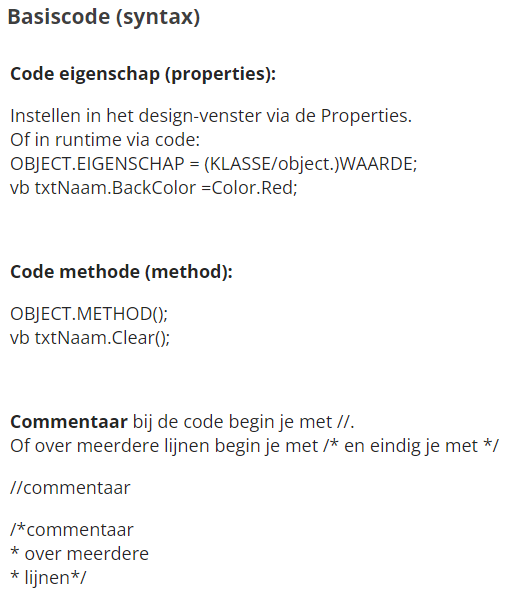 Basiscode (syntax)
Code eigenschap (properties):
Instellen in het design-venster via de Properties.
Of in runtime via code:
OBJECT.EIGENSCHAP = (KLASSE/object.)WAARDE;
vb txtNaam.BackColor =Color.Red;
Code methode (method):
OBJECT.METHOD();
vb txtNaam.Clear();
Commentaar bij de code begin je met //.
Of over meerdere lijnen begin je met /* en eindig je met */
//commentaar
/*commentaar
* over meerdere
* lijnen*/